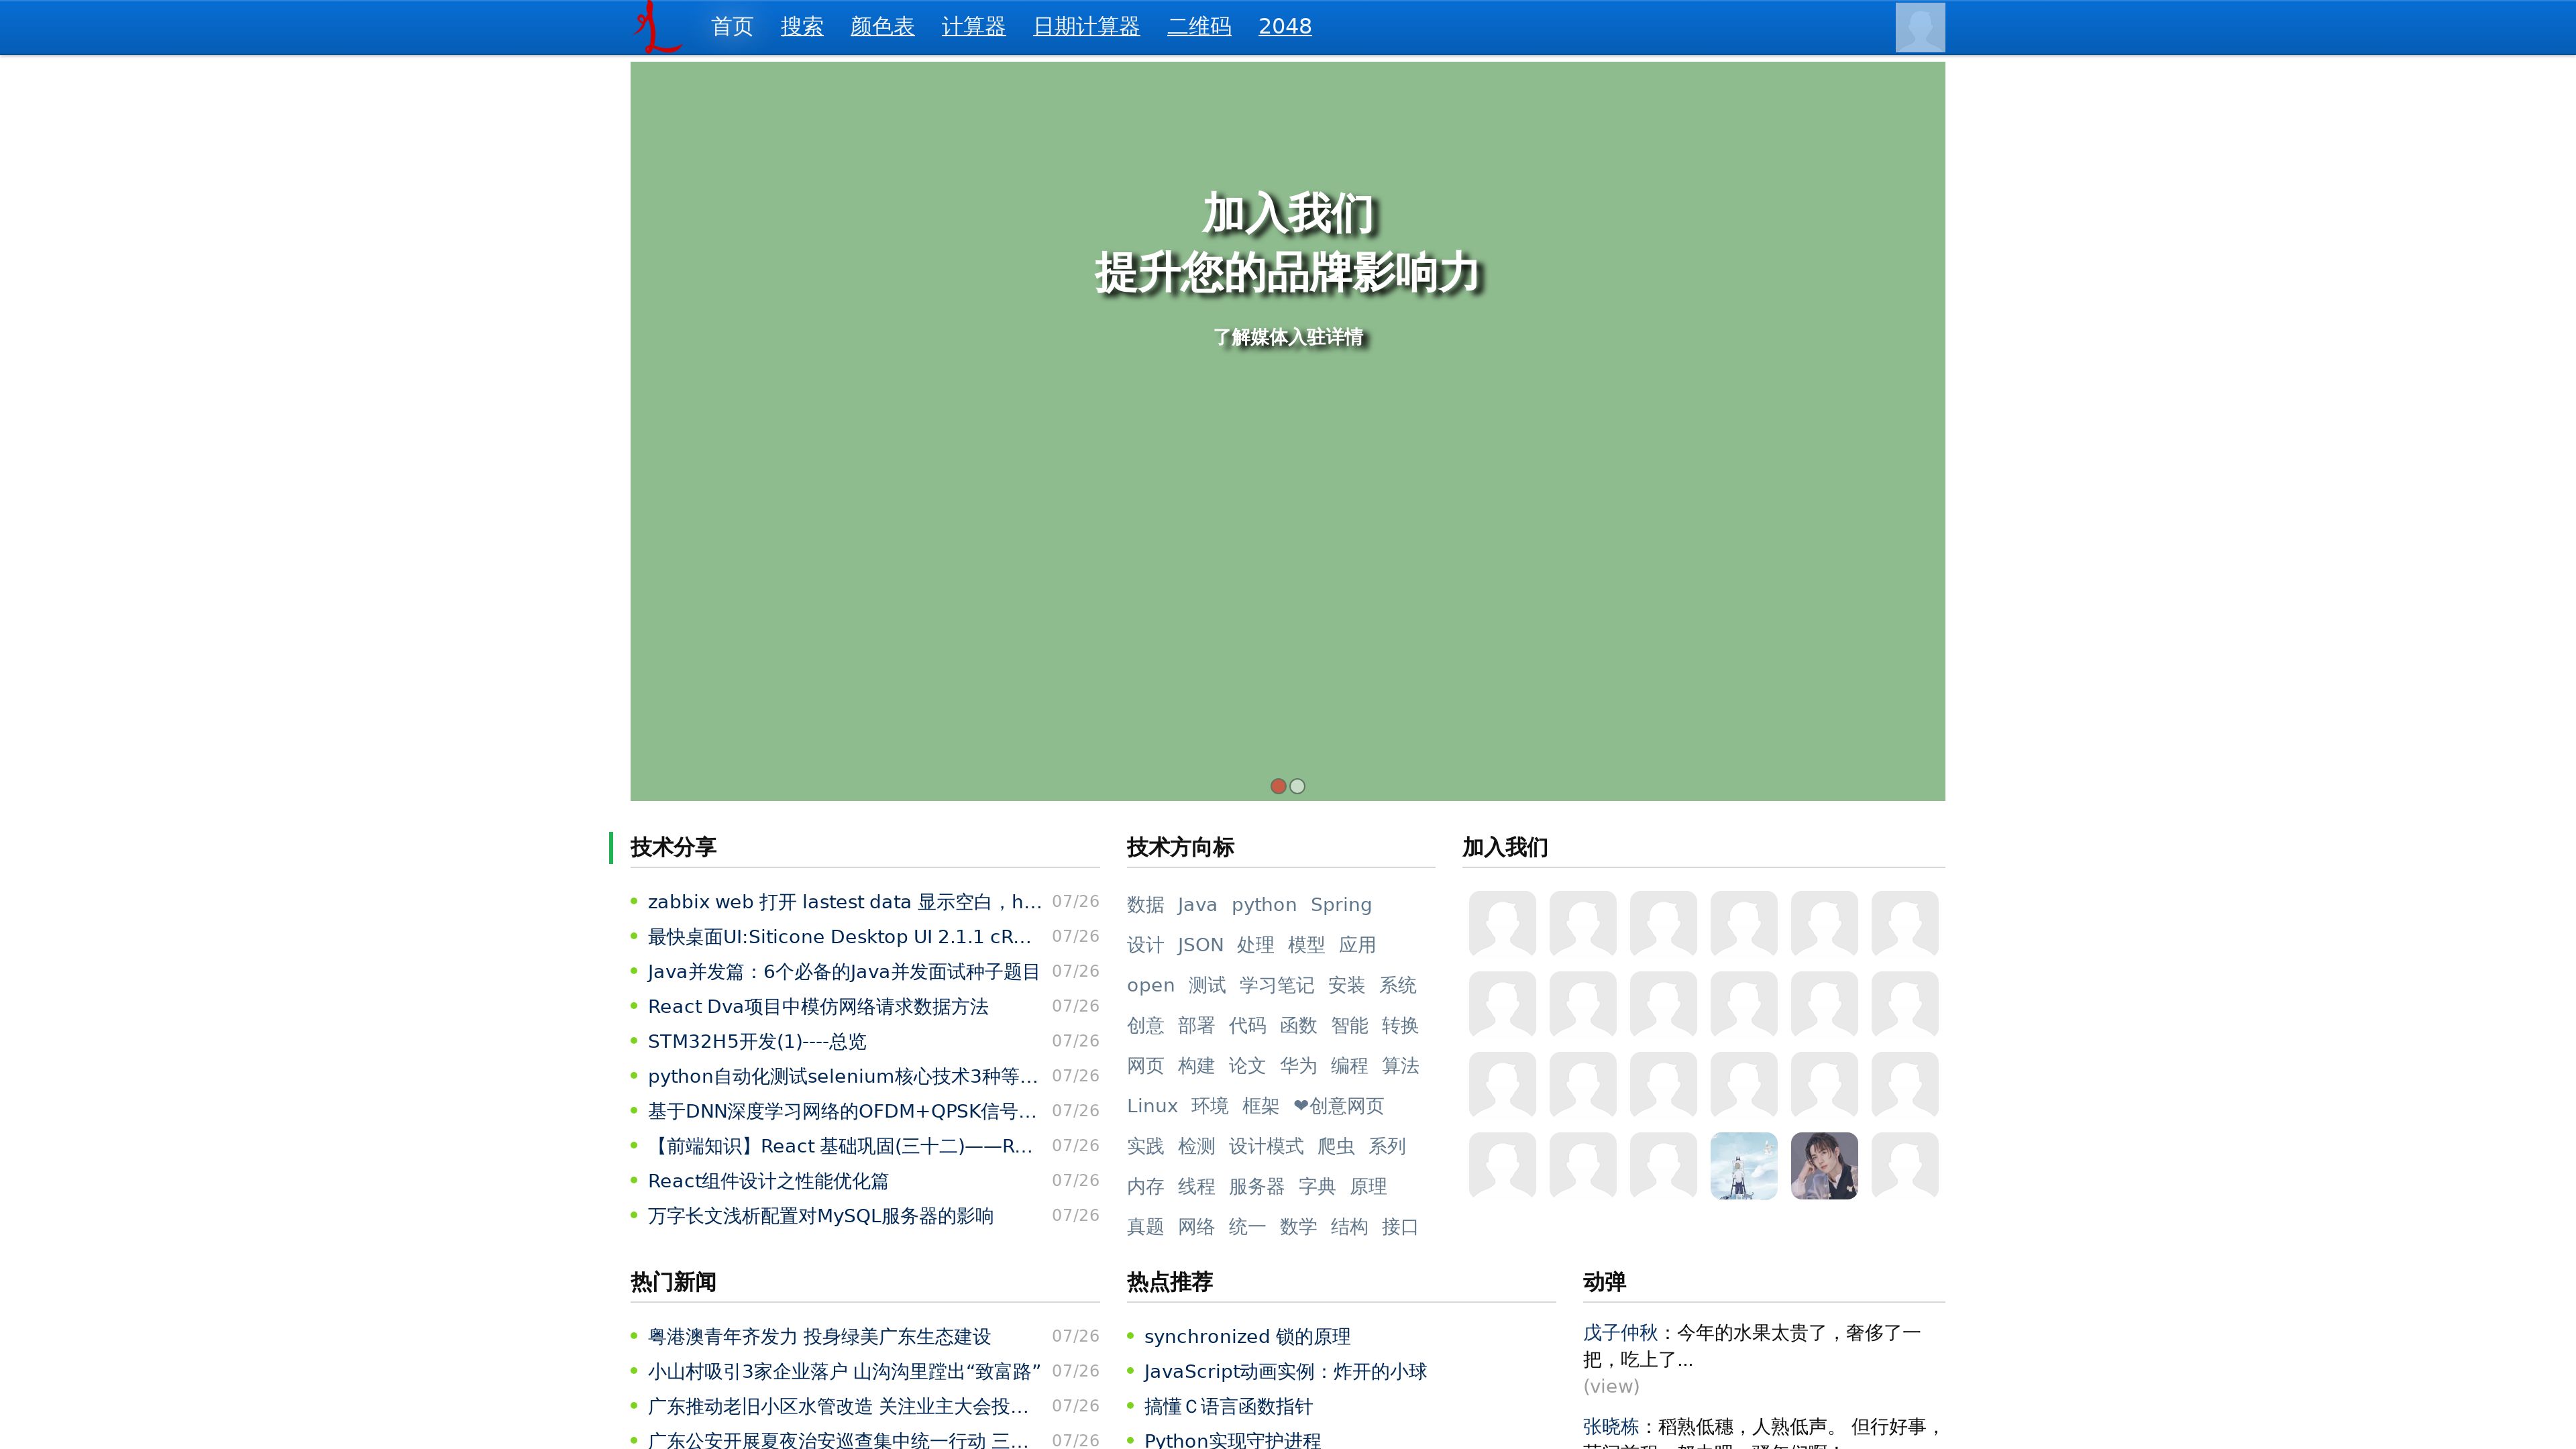 首页 搜索 颜色表 计算器 日期计算器 二维码 2048
加入我们
提升您的品牌影响力
了解媒体入驻详情
技术分享
zabbix web 打开 lastest data 显示空白，h... 07/26
最快桌面UI:Siticone Desktop UI 2.1.1 cR... 07/26
Java并发篇：6个必备的Java并发面试种子题目 07/26
React Dva项目中模仿网络请求数据方法 07/26
STM32H5开发(1)----总览 07/26
python自动化测试selenium核心技术3种等... 07/26
基于DNN深度学习网络的OFDM+QPSK信号... 07/26
【前端知识】React 基础巩固(三十二)——R... 07/26
React组件设计之性能优化篇 07/26
万字长文浅析配置对MySQL服务器的影响 07/26
技术方向标
数据 Java python Spring
设计 JSON 处理 模型 应用
open 测试 学习笔记 安装 系统
创意 部署 代码 函数 智能 转换
网页 构建 论文 华为 编程 算法
Linux 环境 框架 ❤创意网页
实践 检测 设计模式 爬虫 系列
内存 线程 服务器 字典 原理
真题 网络 统一 数学 结构 接口
加入我们
热门新闻
粤港澳青年齐发力 投身绿美广东生态建设 07/26
小山村吸引3家企业落户 山沟沟里蹚出“致富路” 07/26
广东推动老旧小区水管改造 关注业主大会投... 07/26
广东公安开展夏夜治安巡查集中统一行动 三... 07/26
热点推荐
synchronized 锁的原理
JavaScript动画实例：炸开的小球
搞懂Ｃ语言函数指针
Python实现守护进程
动弹
戊子仲秋：今年的水果太贵了，奢侈了一
把，吃上了...
(view)
张晓栋：稻熟低穗，人熟低声。 但行好事，